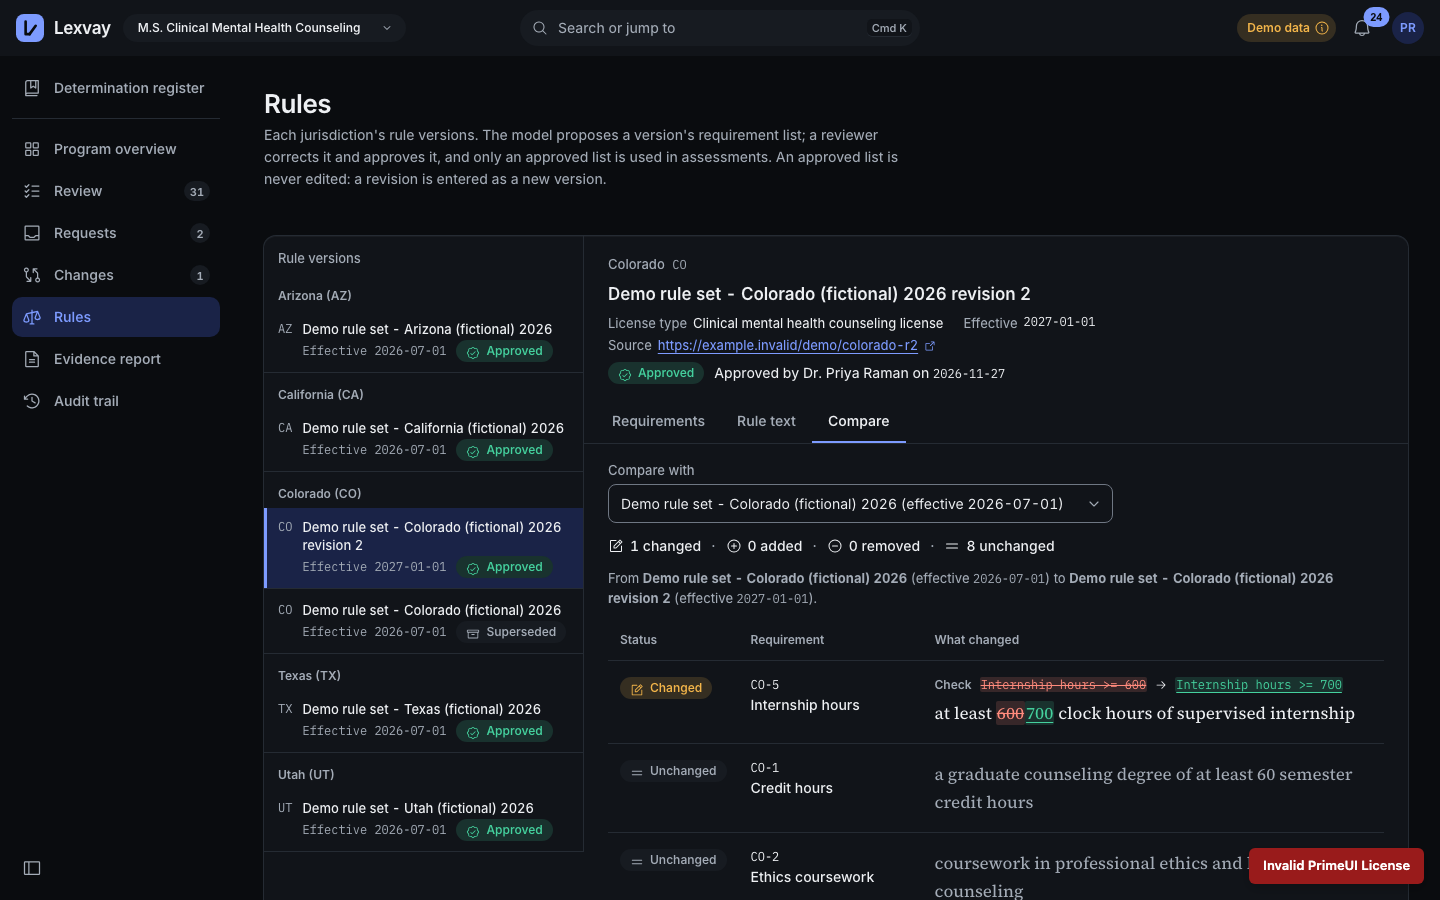 Lexvay
M.S. Clinical Mental Health Counseling
Search or jump to
Cmd K
Demo data
24
PR
Determination register
Program overview
Review 31
Requests 2
Changes 1
Rules
Evidence report
Audit trail
Rules
Each jurisdiction's rule versions. The model proposes a version's requirement list; a reviewer
corrects it and approves it, and only an approved list is used in assessments. An approved list is
never edited: a revision is entered as a new version.
Rule versions
Arizona (AZ)
AZ Demo rule set - Arizona (fictional) 2026
Effective 2026-07-01 Approved
California (CA)
CA Demo rule set - California (fictional) 2026
Effective 2026-07-01 Approved
Colorado (CO)
CO Demo rule set - Colorado (fictional) 2026
revision 2
Effective 2027-01-01 Approved
CO Demo rule set - Colorado (fictional) 2026
Effective 2026-07-01 Superseded
Texas (TX)
TX Demo rule set - Texas (fictional) 2026
Effective 2026-07-01 Approved
Utah (UT)
UT Demo rule set - Utah (fictional) 2026
Effective 2026-07-01 Approved
Colorado CO
Demo rule set - Colorado (fictional) 2026 revision 2
License type Clinical mental health counseling license Effective 2027-01-01
Source https://example.invalid/demo/colorado-r2
Approved Approved by Dr. Priya Raman on 2026-11-27
Requirements Rule text Compare
Compare with
Demo rule set - Colorado (fictional) 2026 (effective 2026-07-01)
1 changed · 0 added · 0 removed · 8 unchanged
From Demo rule set - Colorado (fictional) 2026 (effective 2026-07-01) to Demo rule set - Colorado (fictional) 2026
revision 2 (effective 2027-01-01).
Status Requirement What changed
Changed CO-5 Check Internship hours >= 600 → Internship hours >= 700
Internship hours at least 600 700 clock hours of supervised internship
Unchanged CO-1 a graduate counseling degree of at least 60 semester
Credit hours credit hours
Unchanged CO-2 coursework in professional ethics and
Ethics coursework counseling
Invalid PrimeUI License